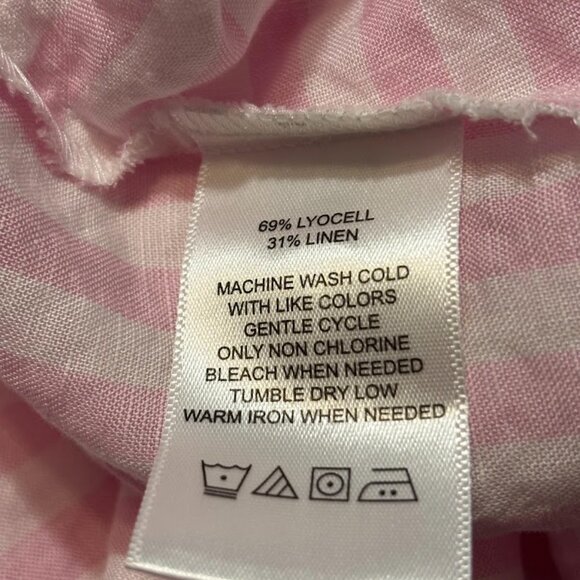 69% LYOCELL
31% LINEN
MACHINE WASH COLD
WITH LIKE COLORS
GENTLE CYCLE
ONLY NON CHLORINE
BLEACH WHEN NEEDED
TUMBLE DRY LOW
WARM IRON WHEN NEEDED